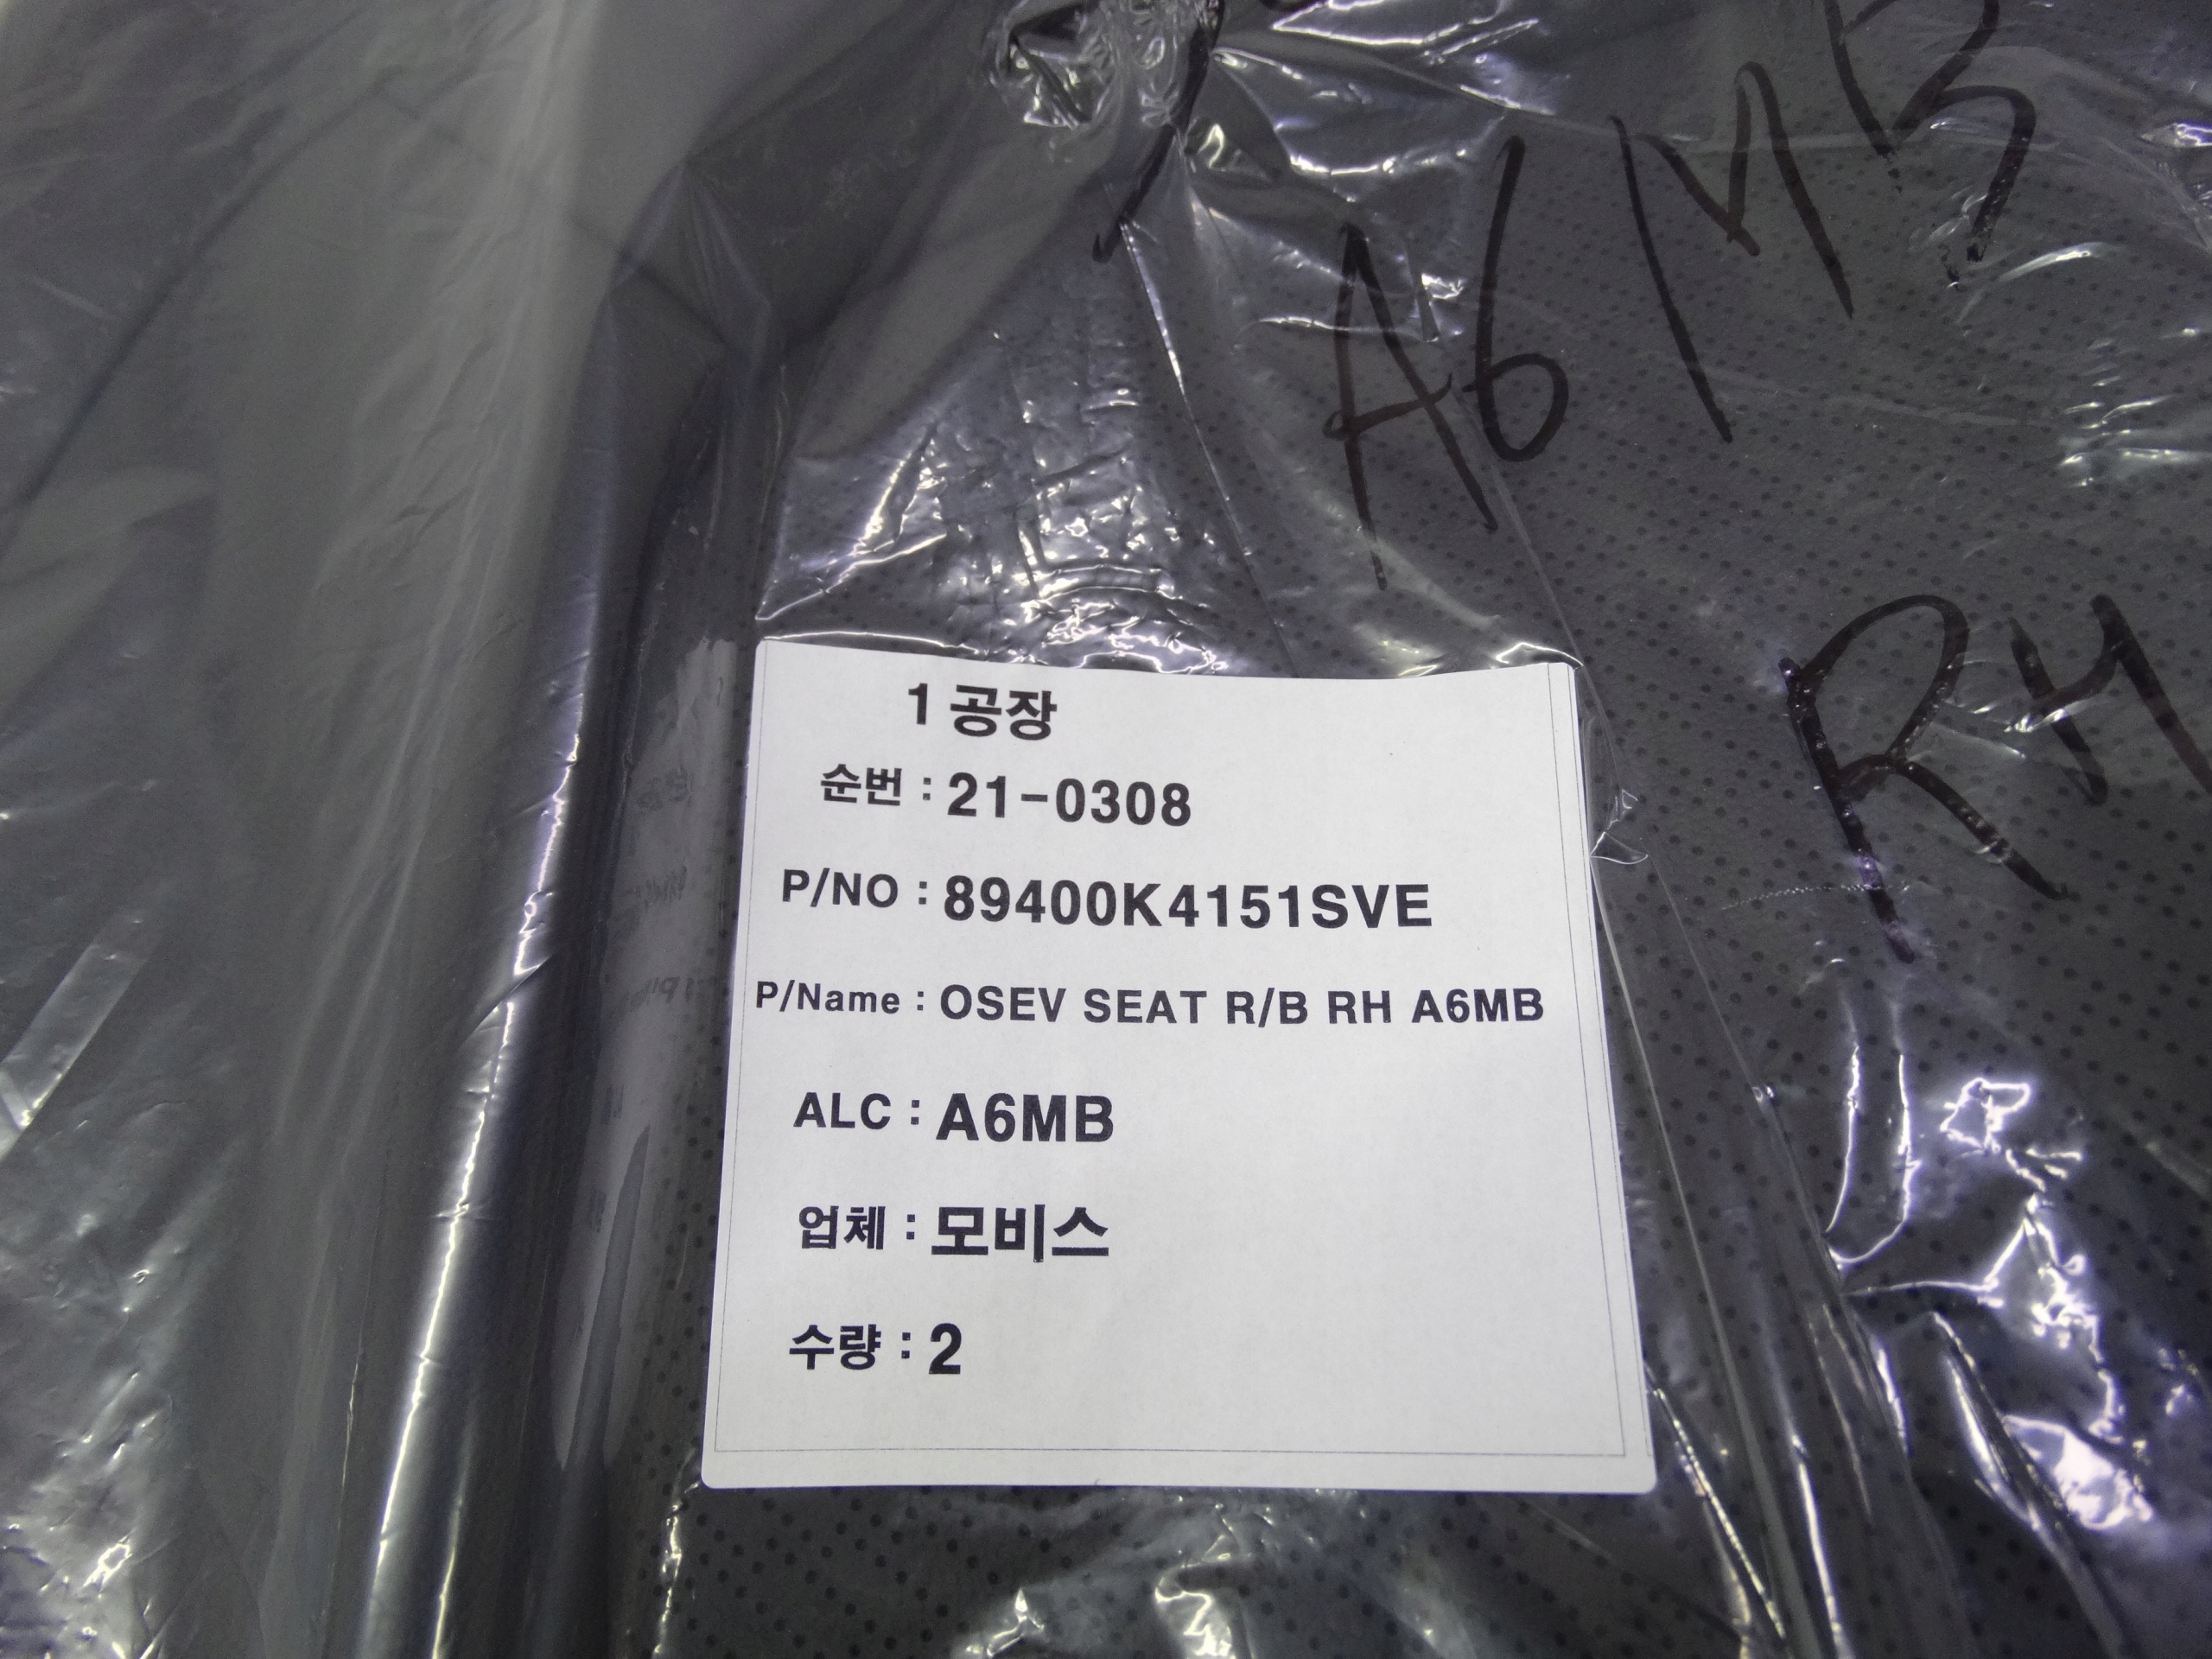 A6MB
RH
1 공장
순번 : 21-0308
P/NO : 89400K4151SVE
P/Name : OSEV SEAT R/B RH A6MB
ALC : A6MB
업체 : 모비스
수량 : 2